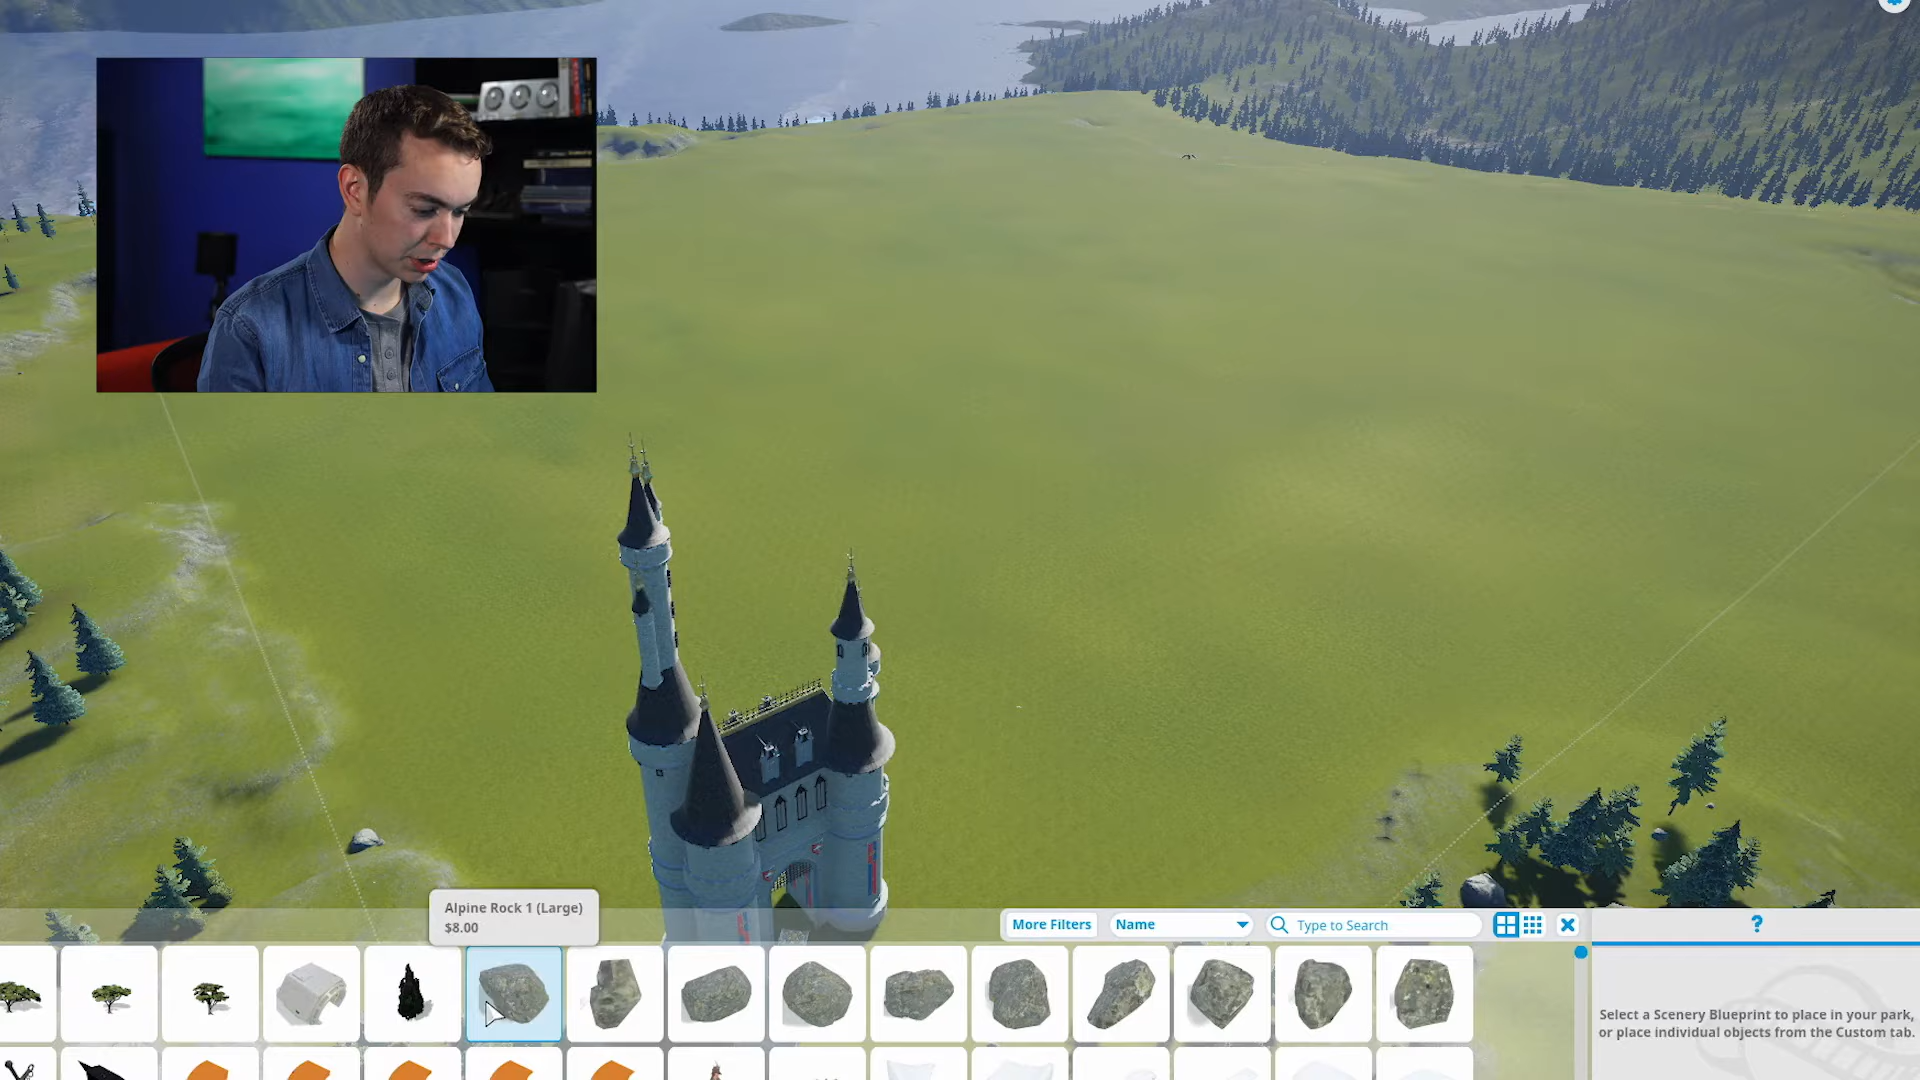 Alpine Rock 1 (Large)
$8.00
More Filters
Name
Type to Search
?
Select a Scenery Blueprint to place in your park,
or place individual objects from the Custom tab.